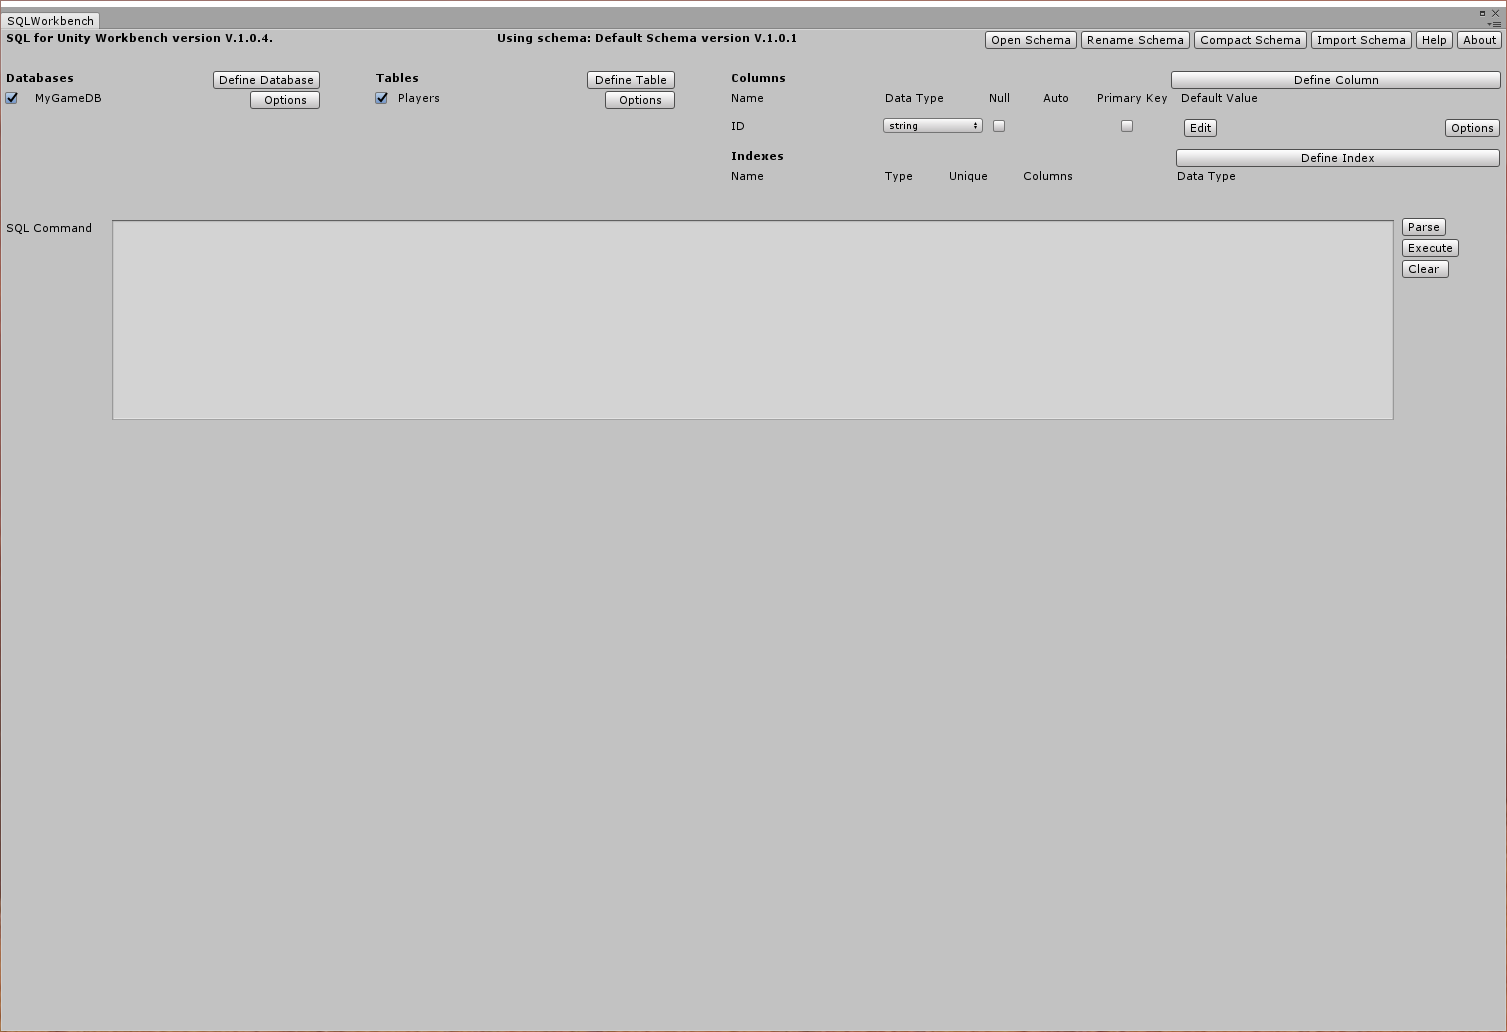 SQLWorkbench
SQL for Unity Workbench version V.1.0.4. Using schema: Default Schema version V.1.0.1 Open Schema Rename Schema Compact Schema Import Schema Help About
Databases Define Database Tables Define Table Columns Define Column
MyGameDB Options Players Options Name Data Type Null Auto Primary Key Default Value
ID string Edit Options
Indexes Define Index
Name Type Unique Columns Data Type
SQL Command Parse
Execute
Clear